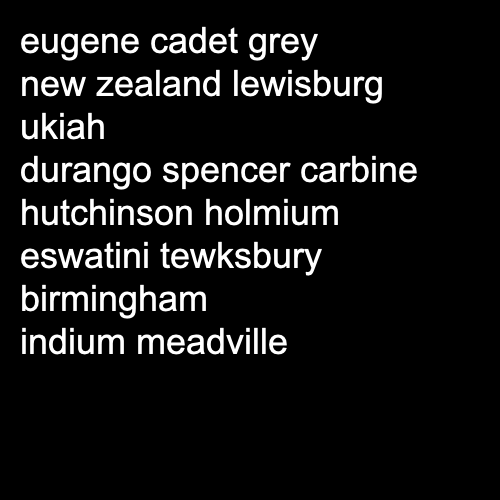 eugene cadet grey
new zealand lewisburg
ukiah
durango spencer carbine
hutchinson holmium
eswatini tewksbury
birmingham
indium meadville